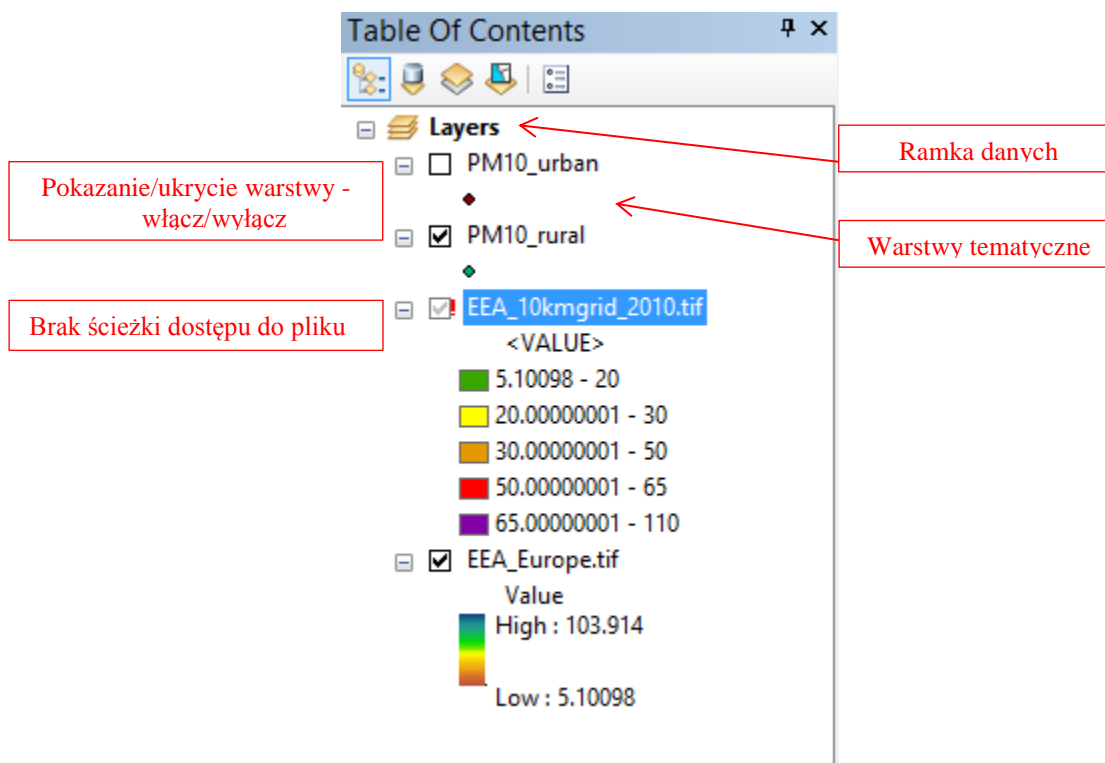 Table Of Contents
Layers
Ramka danych
PM10_urban
Pokazanie/ukrycie warstwy -
włącz/wyłącz
PM10_rural
Warstwy tematyczne
EEA_10kmgrid_2010.tif
Brak ścieżki dostępu do pliku
<VALUE>
5.10098 - 20
20.00000001 - 30
30.00000001 - 50
50.00000001 - 65
65.00000001 - 110
EEA_Europe.tif
Value
High : 103.914
Low : 5.10098